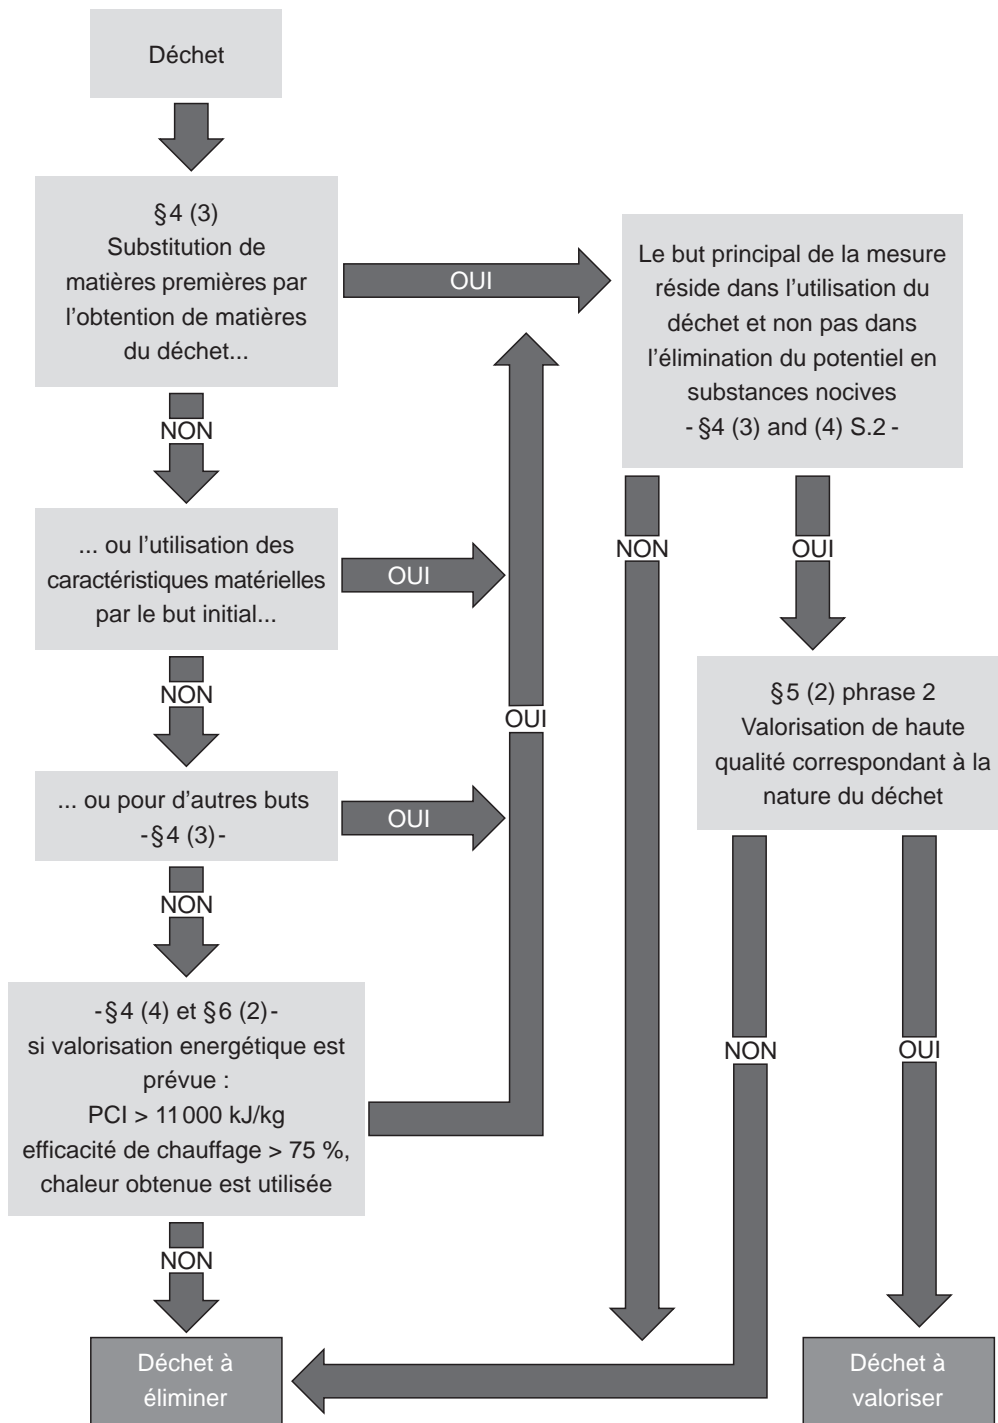 Déchet
§4 (3)
Substitution de
matières premières par
l'obtention de matières
du déchet...
OUI
Le but principal de la mesure
réside dans l'utilisation du
déchet et non pas dans
l'élimination du potentiel en
substances nocives
- §4 (3) and (4) S.2 -
NON
... ou l'utilisation des
caractéristiques matérielles
par le but initial...
OUI
NON
OUI
NON
OUI
§5 (2) phrase 2
Valorisation de haute
qualité correspondant à la
nature du déchet
... ou pour d'autres buts
-§4 (3)-
OUI
NON
-§4 (4) et §6 (2)-
si valorisation energétique est
prévue :
PCI > 11 000 kJ/kg
efficacité de chauffage > 75 %,
chaleur obtenue est utilisée
NON
OUI
NON
Déchet à
éliminer
Déchet à
valoriser